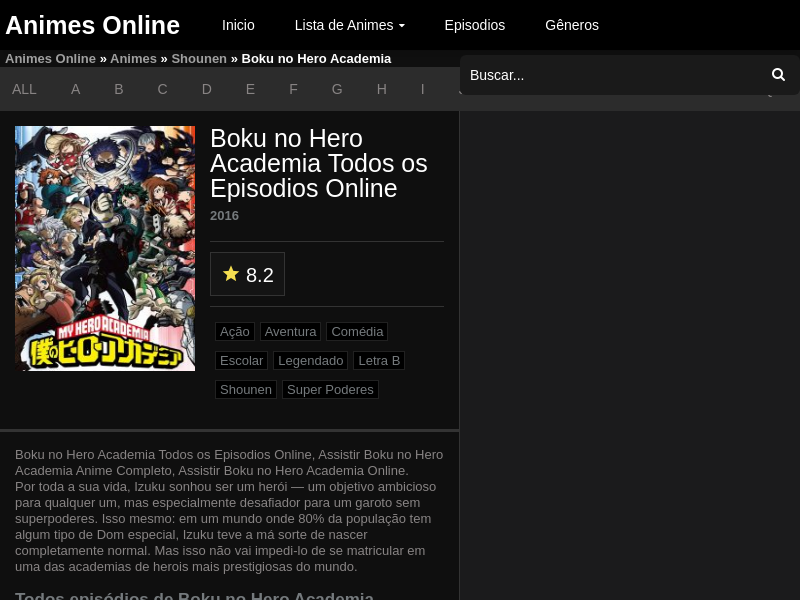 Animes Online
Inicio
Lista de Animes
Episodios
Gêneros
Animes Online » Animes » Shounen » Boku no Hero Academia
Buscar...
ALL A B C D E F G H I
Boku no Hero
Academia Todos os
Episodios Online
2016
8.2
MY HERO ACADEMIA
僕のヒーローアカデミア
Ação Aventura Comédia
Escolar Legendado Letra B
Shounen Super Poderes
Boku no Hero Academia Todos os Episodios Online, Assistir Boku no Hero
Academia Anime Completo, Assistir Boku no Hero Academia Online.
Por toda a sua vida, Izuku sonhou ser um herói — um objetivo ambicioso
para qualquer um, mas especialmente desafiador para um garoto sem
superpoderes. Isso mesmo: em um mundo onde 80% da população tem
algum tipo de Dom especial, Izuku teve a má sorte de nascer
completamente normal. Mas isso não vai impedi-lo de se matricular em
uma das academias de herois mais prestigiosas do mundo.
Todos episódios de Boku no Hero Academia